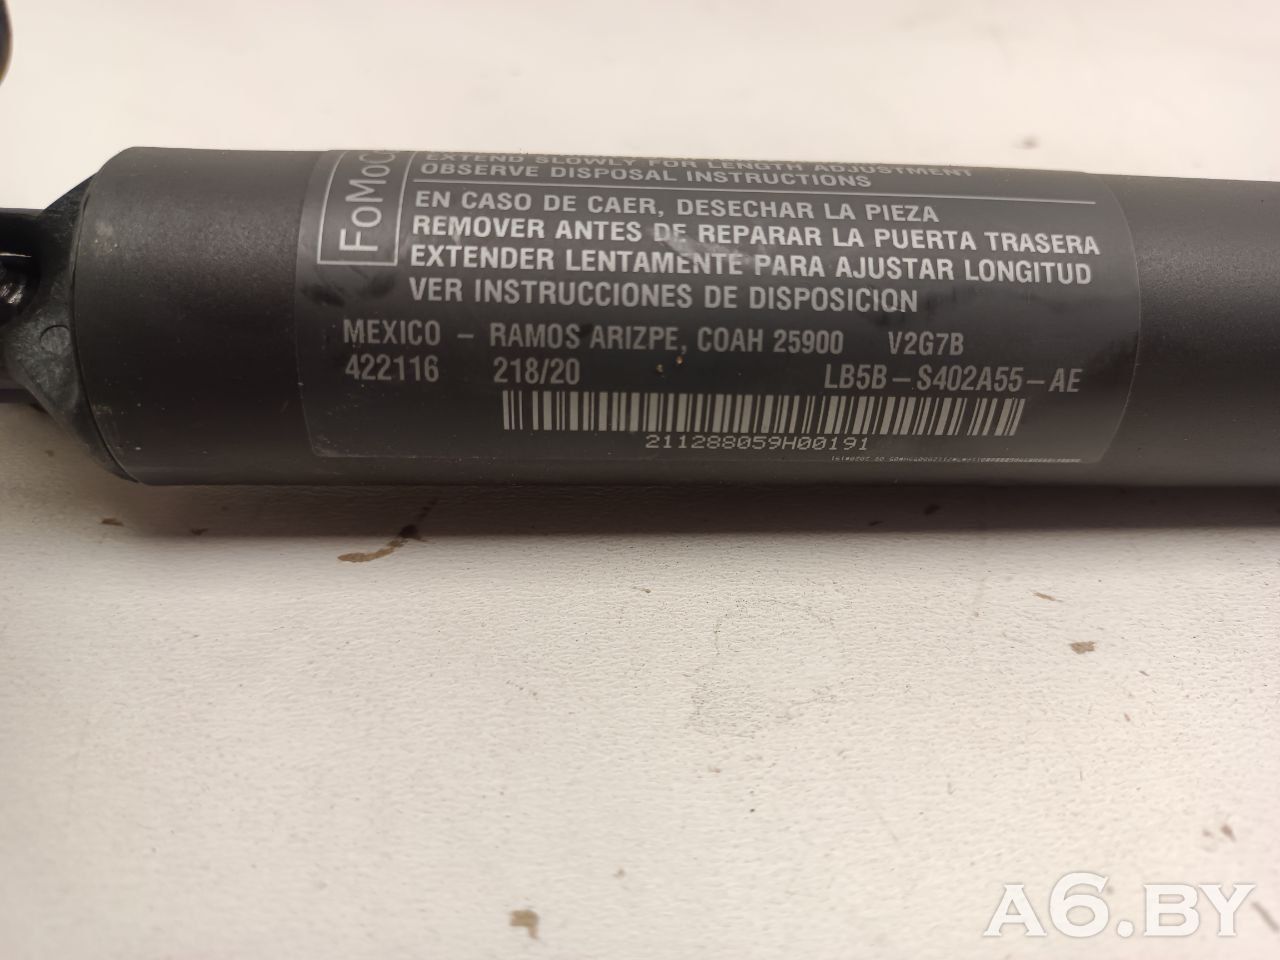 FoMoCo
EXTEND SLOWLY FOR LENGTH ADJUSTMENT
OBSERVE DISPOSAL INSTRUCTIONS
EN CASO DE CAER, DESECHAR LA PIEZA
REMOVER ANTES DE REPARAR LA PUERTA TRASERA
EXTENDER LENTAMENTE PARA AJUSTAR LONGITUD
VER INSTRUCCIONES DE DISPOSICION
MEXICO - RAMOS ARIZPE, COAH 25900 V2G7B
422116 218/20 LB5B-S402A55-AE
211288059H00191
A6.BY